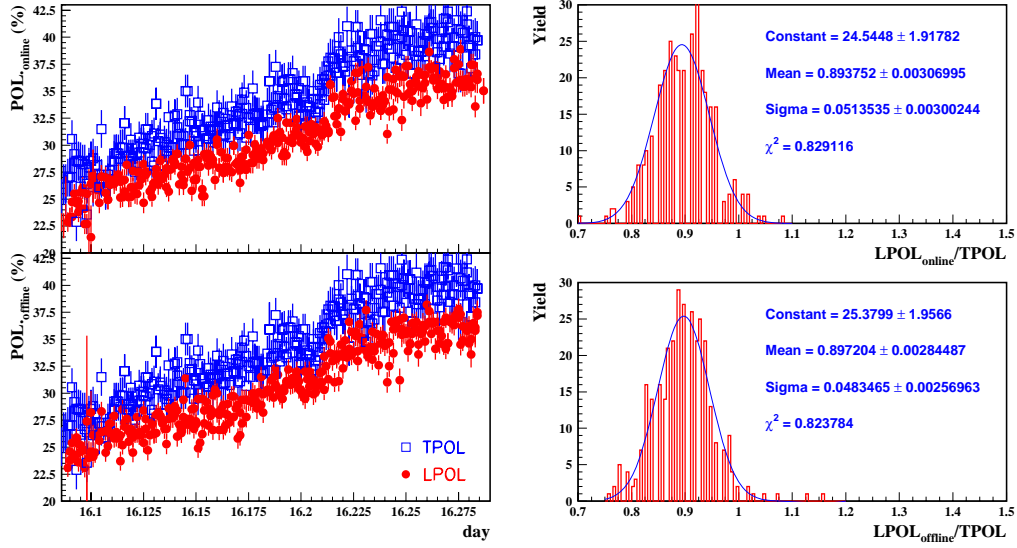 POL.online (%)
42.5
40
37.5
35
32.5
30
27.5
25
22.5
20
POL.offline (%)
42.5
40
37.5
35
32.5
30
27.5
25
22.5
20
TPOL
LPOL
16.1 16.125 16.15 16.175 16.2 16.225 16.25 16.275
day
Yield
30
25
20
15
10
5
0
Constant = 24.5448 ± 1.91782
Mean = 0.893752 ± 0.00306995
Sigma = 0.0513535 ± 0.00300244
χ² = 0.829116
0.7 0.8 0.9 1 1.1 1.2 1.3 1.4 1.5
LPOLonline/TPOL
Yield
30
25
20
15
10
5
0
Constant = 25.3799 ± 1.9566
Mean = 0.897204 ± 0.00284487
Sigma = 0.0483465 ± 0.00256963
χ² = 0.823784
0.7 0.8 0.9 1 1.1 1.2 1.3 1.4 1.5
LPOLoffline/TPOL